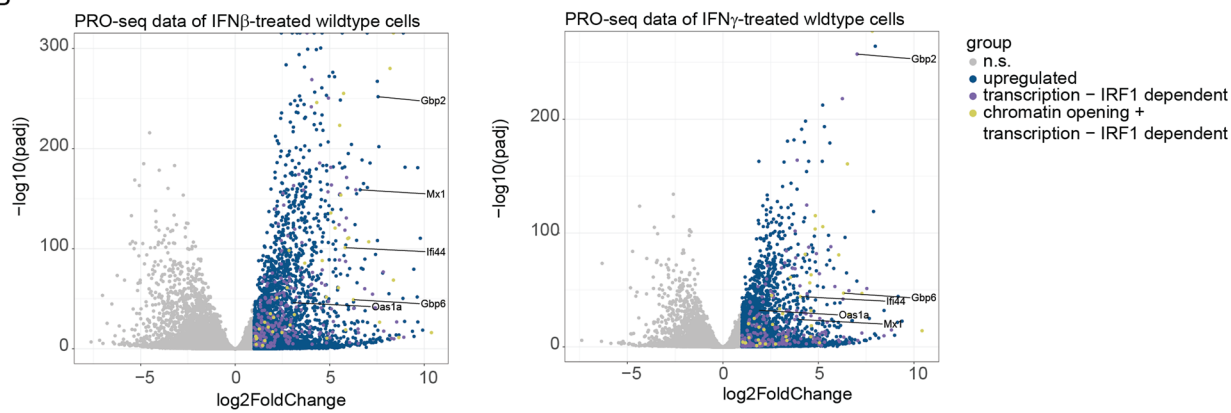 PRO-seq data of IFNβ-treated wildtype cells
300
200
100
0
−5
0
5
10
−log10(padj)
log2FoldChange
Gbp2
Mx1
Ifi44
Gbp6
Oas1a
PRO-seq data of IFNγ-treated wldtype cells
200
100
0
−5
0
5
10
−log10(padj)
log2FoldChange
Gbp2
Gbp6
Ifi44
Oas1a
Mx1
group
n.s.
upregulated
transcription − IRF1 dependent
chromatin opening +
transcription − IRF1 dependent